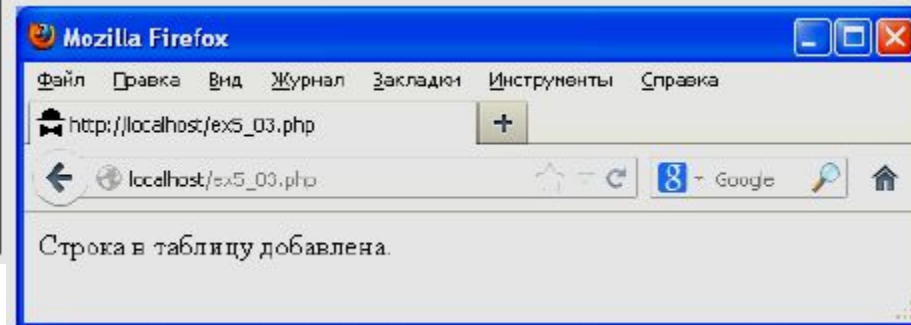 Mozilla Firefox
Файл Правка Вид Журнал Закладки Инструменты Справка
http://localhost/ex5_03.php +
localhost/ex5_03.php 8 Google
Строка в таблицу добавлена.